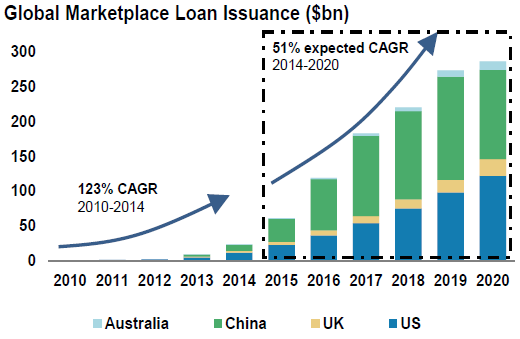 Global Marketplace Loan Issuance ($bn)
300
250
200
150
100
50
0
51% expected CAGR
2014-2020
123% CAGR
2010-2014
2010 2011 2012 2013 2014 2015 2016 2017 2018 2019 2020
Australia China UK US